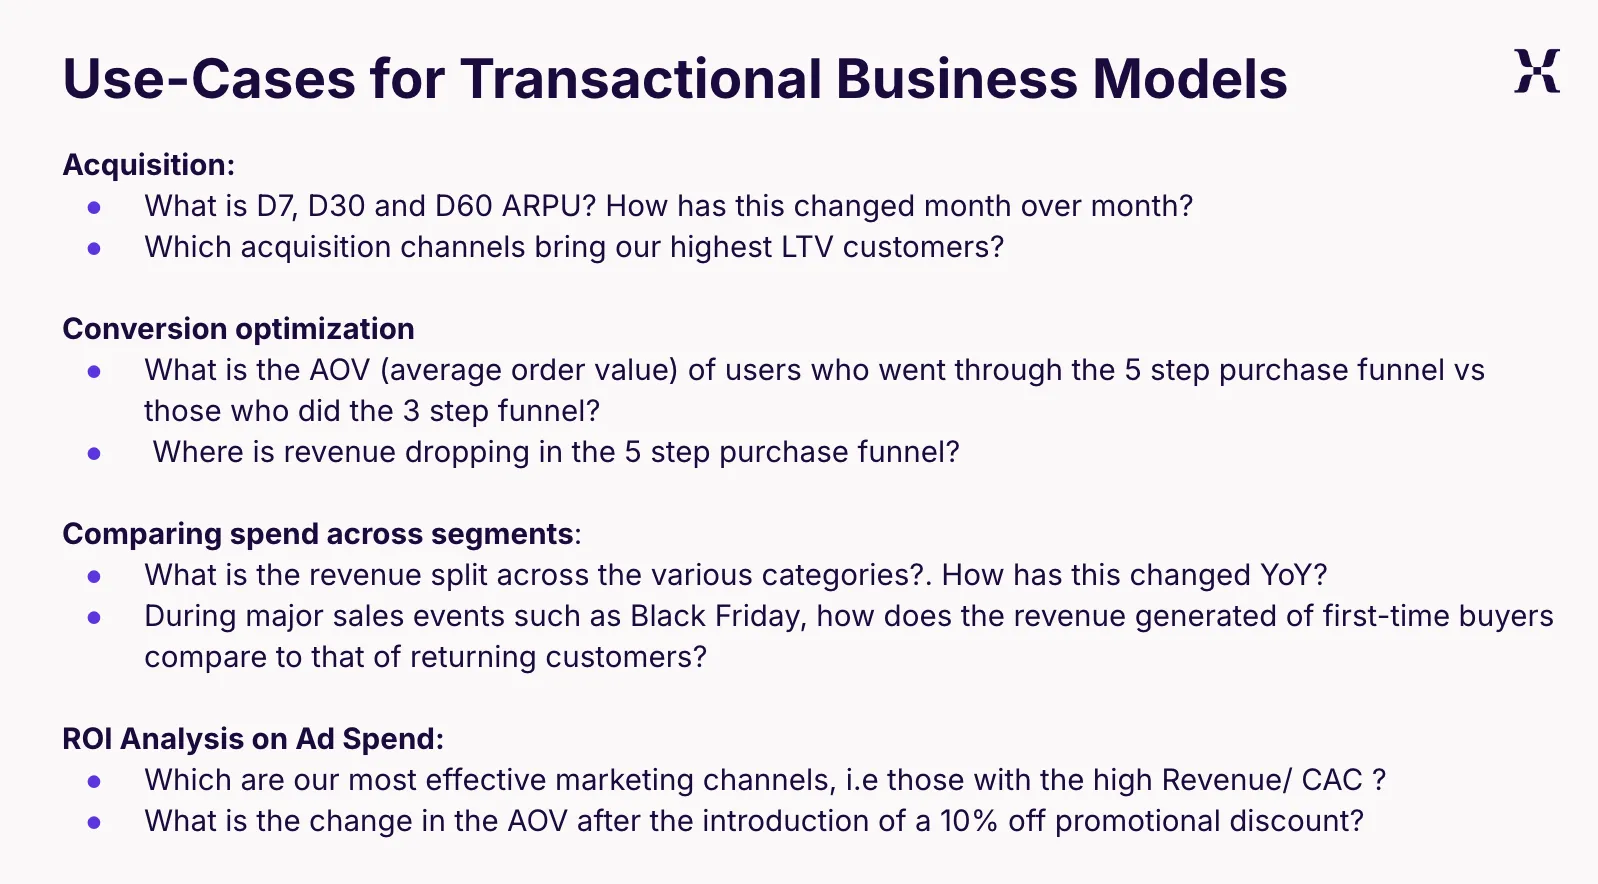 Use-Cases for Transactional Business Models
Acquisition:
● What is D7, D30 and D60 ARPU? How has this changed month over month?
● Which acquisition channels bring our highest LTV customers?
Conversion optimization
● What is the AOV (average order value) of users who went through the 5 step purchase funnel vs
those who did the 3 step funnel?
● Where is revenue dropping in the 5 step purchase funnel?
Comparing spend across segments:
● What is the revenue split across the various categories?. How has this changed YoY?
● During major sales events such as Black Friday, how does the revenue generated of first-time buyers
compare to that of returning customers?
ROI Analysis on Ad Spend:
● Which are our most effective marketing channels, i.e those with the high Revenue/ CAC ?
● What is the change in the AOV after the introduction of a 10% off promotional discount?